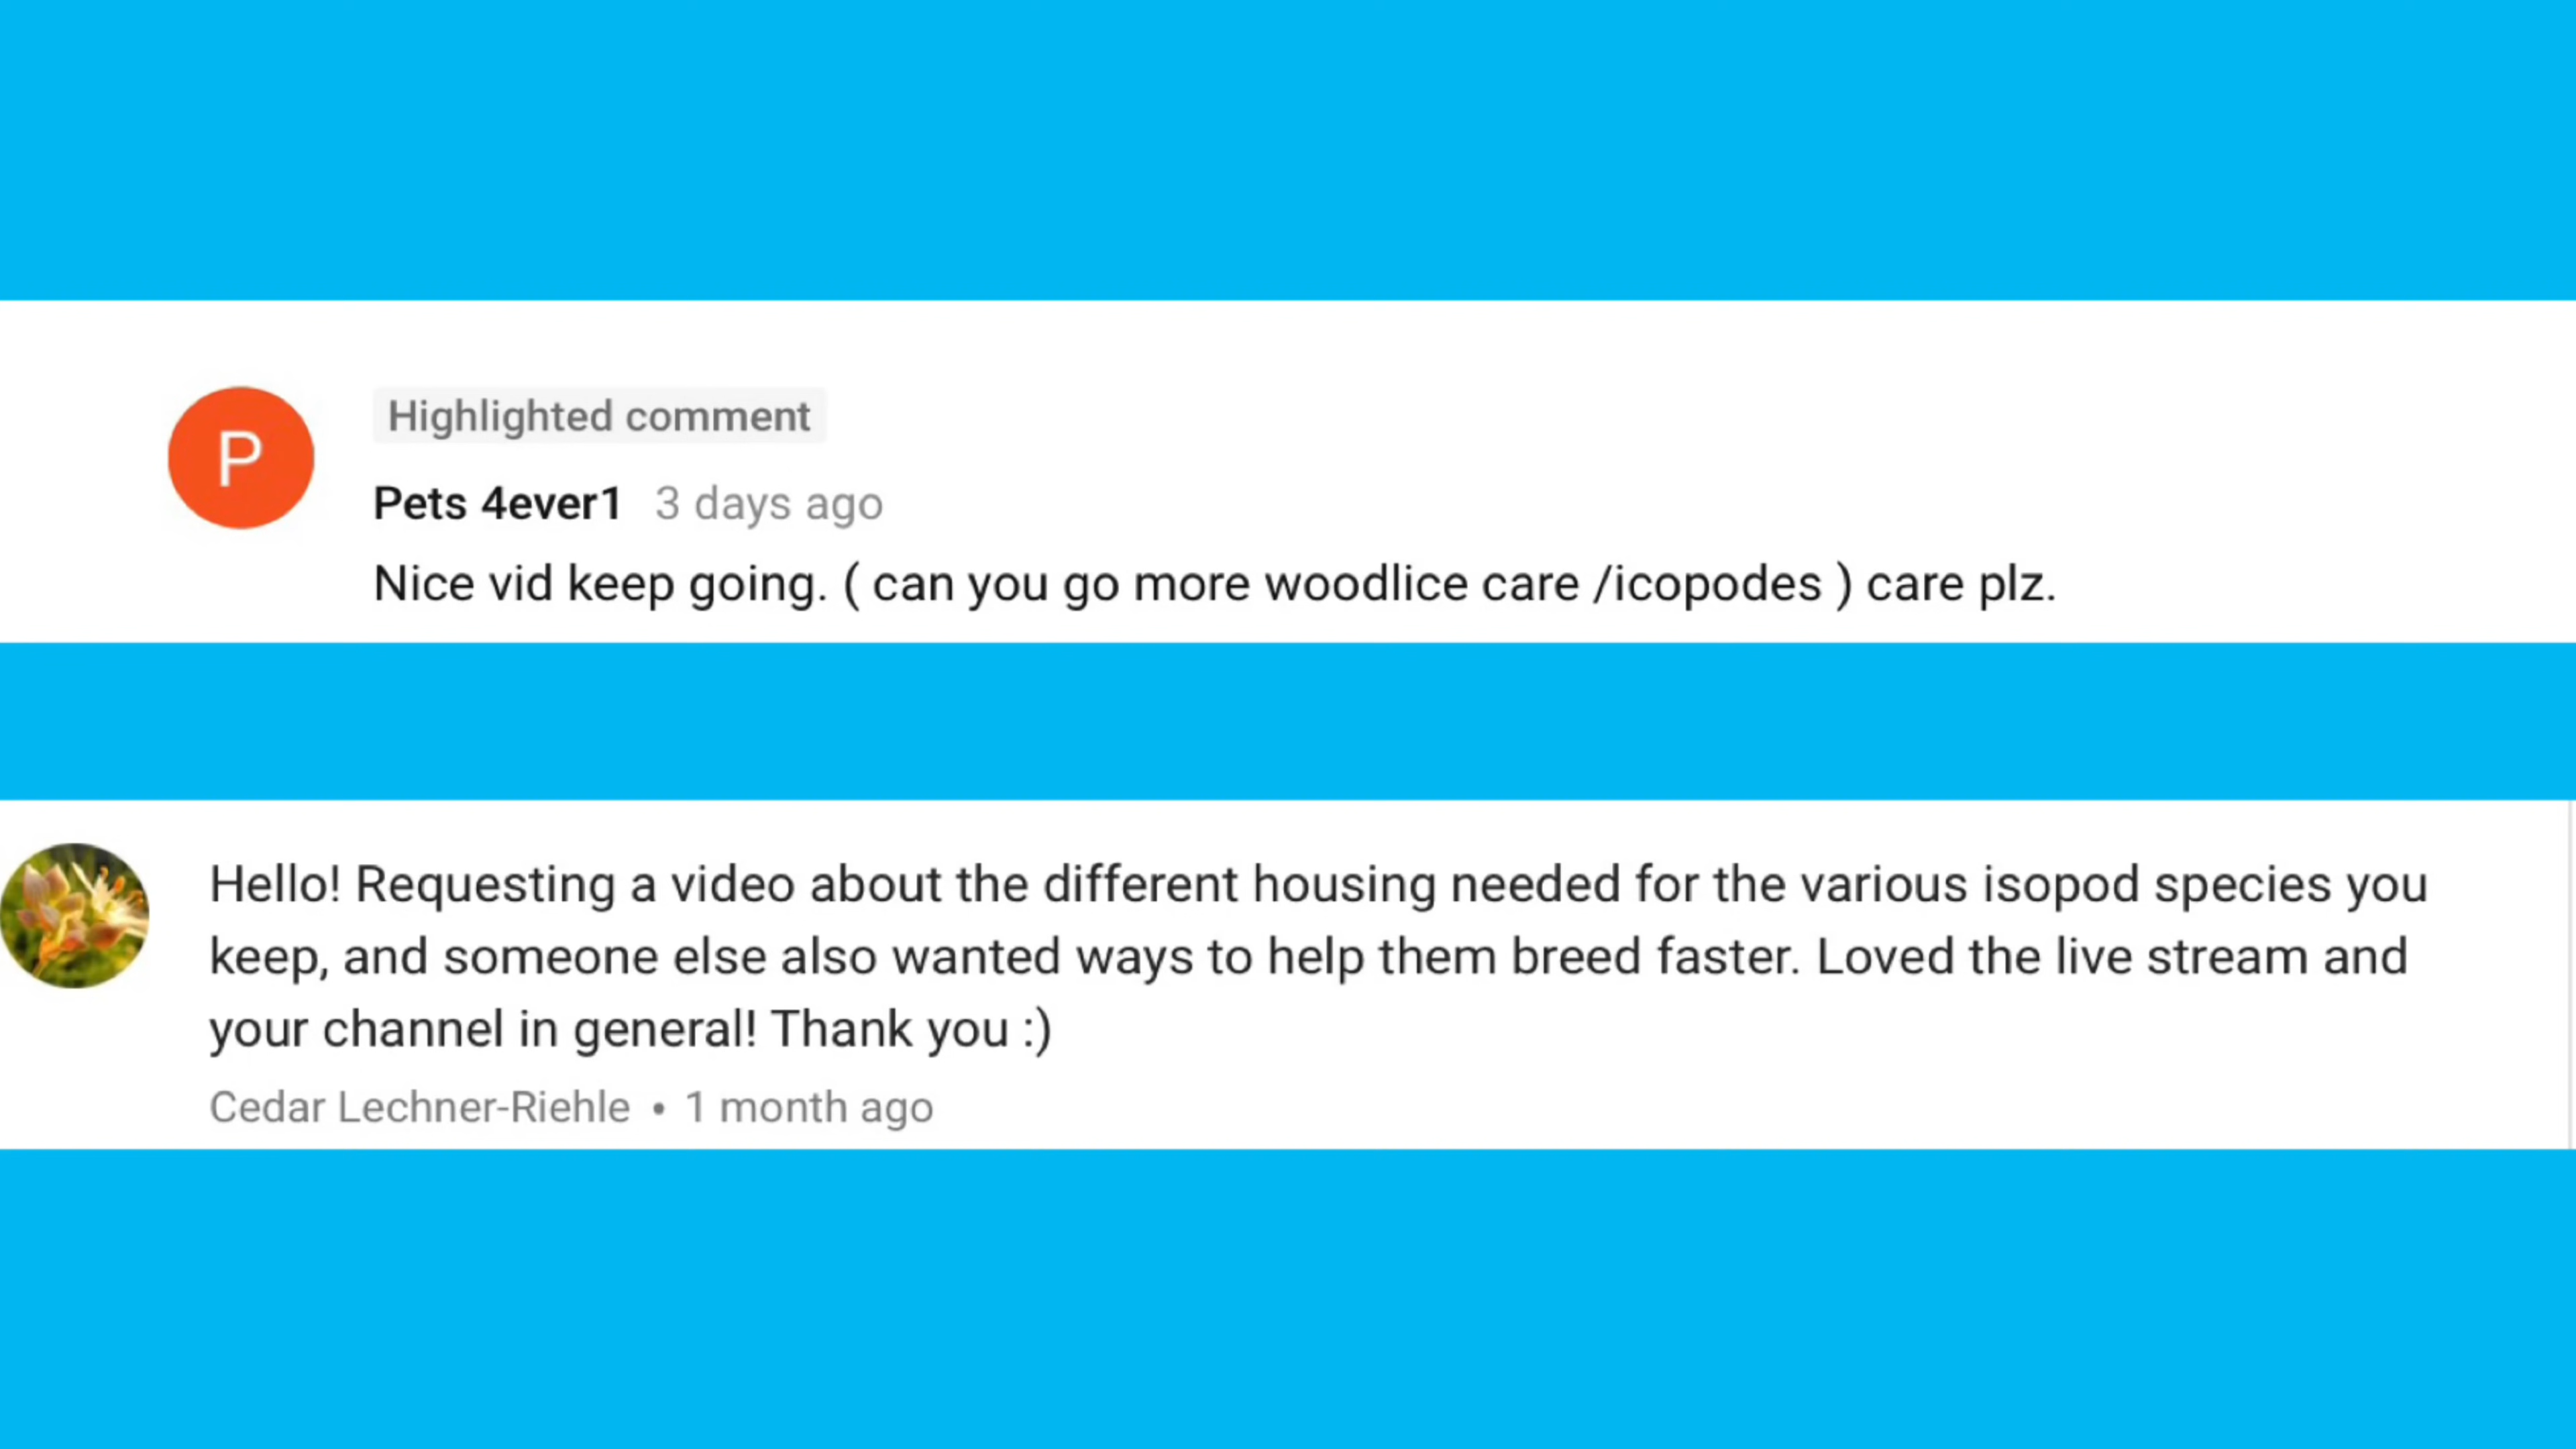 P
Highlighted comment
Pets 4ever1 3 days ago
Nice vid keep going. ( can you go more woodlice care /icopodes ) care plz.
Hello! Requesting a video about the different housing needed for the various isopod species you
keep, and someone else also wanted ways to help them breed faster. Loved the live stream and
your channel in general! Thank you :)
Cedar Lechner-Riehle • 1 month ago